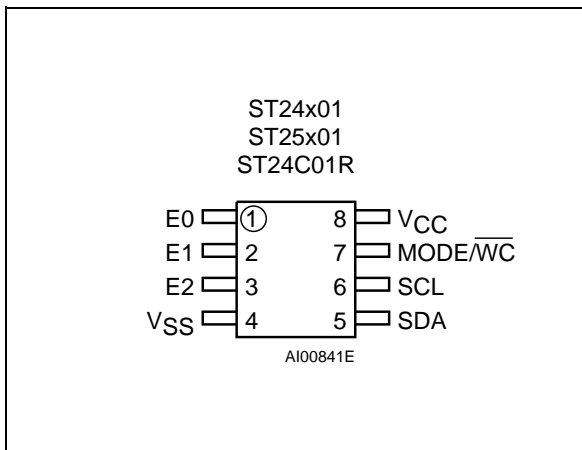 ST24x01
ST25x01
ST24C01R
E0 1 8 VCC
E1 2 7 MODE/W̅C̅
E2 3 6 SCL
VSS 4 5 SDA
AI00841E